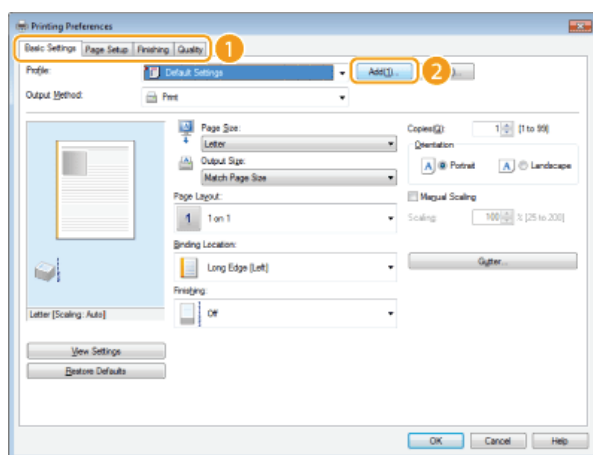 Printing Preferences
Basic Settings Page Setup Finishing Quality 1
Profile: Default Settings Add(1)... 2 )...
Output Method: Print
Page Size:
Letter
Output Size:
Match Page Size
Page Layout:
1 1 on 1
Binding Location:
Long Edge [Left]
Finishing:
Off
Copies(Q): 1 [1 to 99]
Orientation
A Portrait A Landscape
Manual Scaling
Scaling: 100 % [25 to 200]
Gutter...
Letter [Scaling: Auto]
View Settings
Restore Defaults
OK Cancel Help